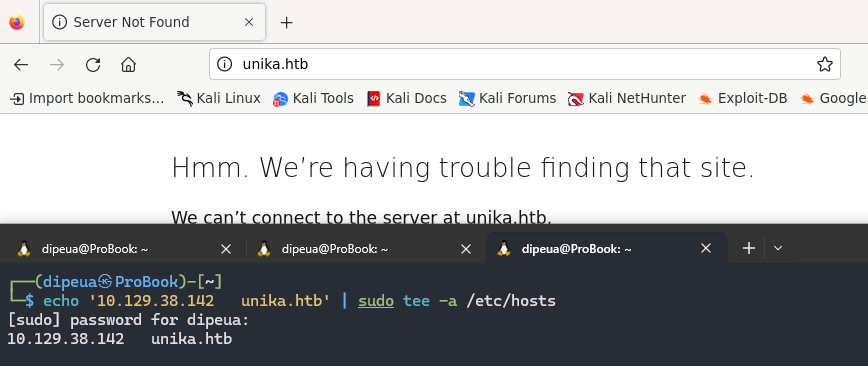 Server Not Found
unika.htb
Import bookmarks... Kali Linux Kali Tools Kali Docs Kali Forums Kali NetHunter Exploit-DB Google
Hmm. We’re having trouble finding that site.
We can’t connect to the server at unika.htb.
dipeua@ProBook: ~ dipeua@ProBook: ~ dipeua@ProBook: ~
┌──(dipeua㉿ProBook)-[~]
└─$ echo '10.129.38.142   unika.htb' | sudo tee -a /etc/hosts
[sudo] password for dipeua:
10.129.38.142   unika.htb